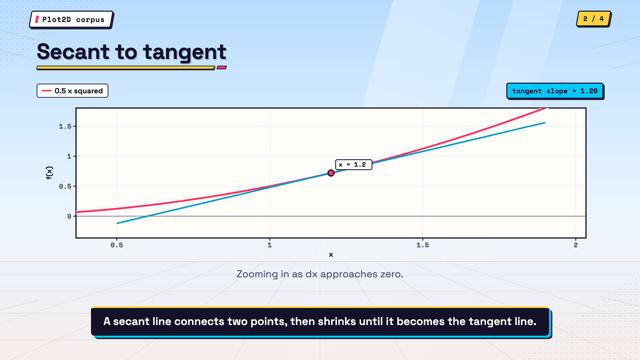 Plot2D corpus
2 / 4
Secant to tangent
0.5 x squared
tangent slope = 1.20
1.5
1
0.5
0
f(x)
x = 1.2
0.5
1
1.5
2
x
Zooming in as dx approaches zero.
A secant line connects two points, then shrinks until it becomes the tangent line.